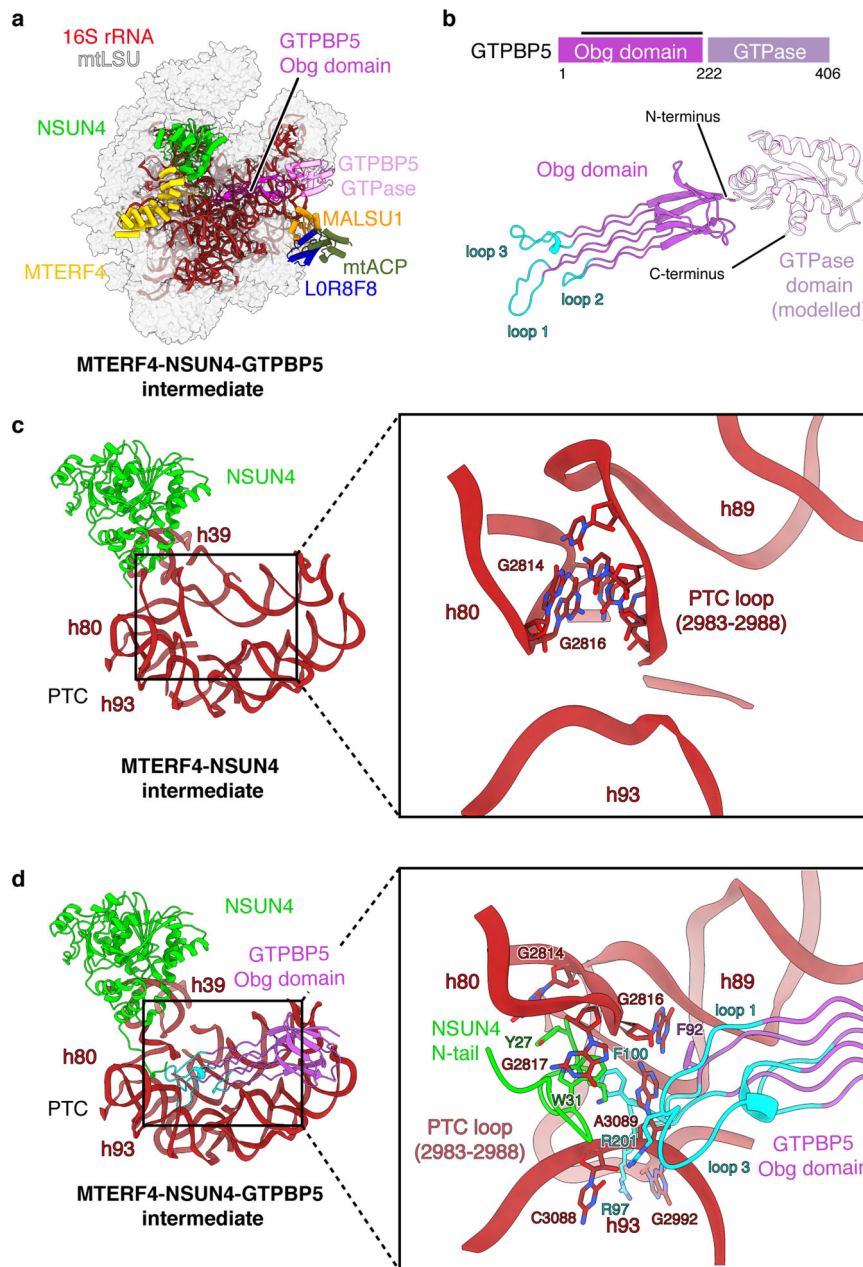 a
16S rRNA
mtLSU
GTPBP5
Obg domain
NSUN4
GTPBP5
GTPase
MALSU1
mtACP
MTERF4
L0R8F8
MTERF4-NSUN4-GTPBP5
intermediate
b
GTPBP5
Obg domain
GTPase
1
222
406
N-terminus
Obg domain
loop 3
loop 2
loop 1
C-terminus
GTPase
domain
(modelled)
c
NSUN4
h39
h80
PTC
h93
MTERF4-NSUN4
intermediate
h89
G2814
h80
PTC loop
(2983-2988)
G2816
h93
d
NSUN4
GTPBP5
Obg domain
h39
h80
PTC
h93
MTERF4-NSUN4-GTPBP5
intermediate
G2814
h80
h89
G2816
loop 1
NSUN4
N-tail
Y27
F92
F100
G2817
W31
A3089
PTC loop
(2983-2988)
R201
GTPBP5
Obg domain
loop 3
C3088
R97
h93
G2992